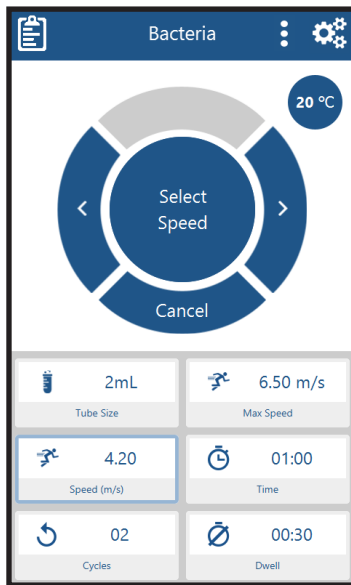 Bacteria
20 ºC
Select
Speed
Cancel
2mL
Tube Size
6.50 m/s
Max Speed
4.20
Speed (m/s)
01:00
Time
02
Cycles
00:30
Dwell